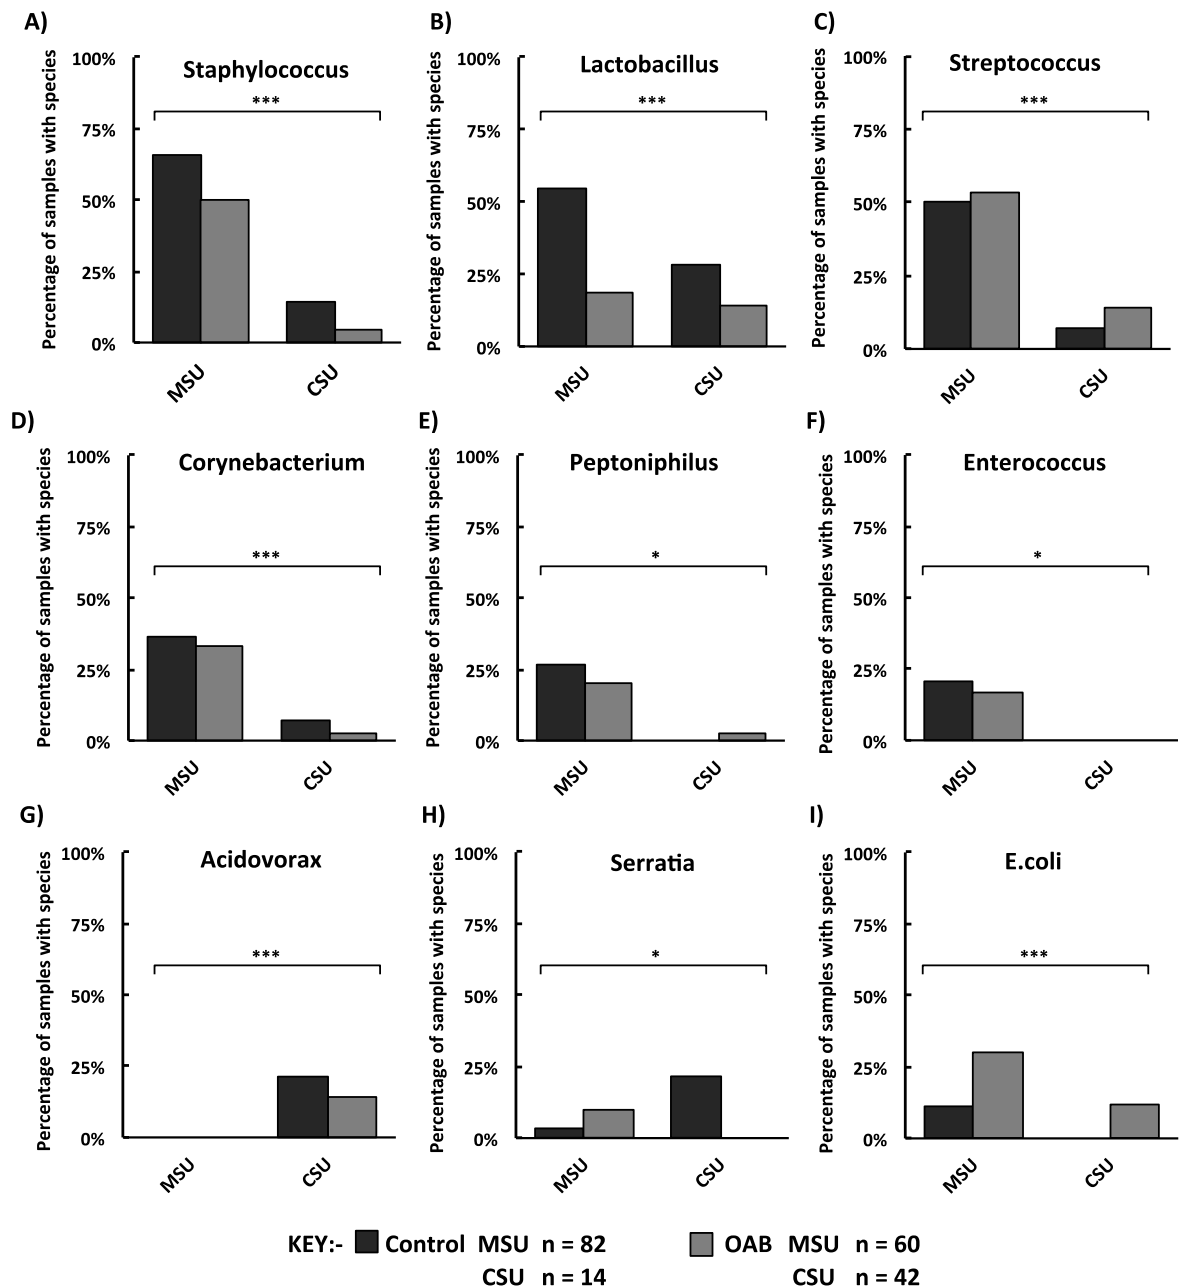 A)
Staphylococcus
Percentage of samples with species
100%
75%
50%
25%
0%
***
MSU
CSU
B)
Lactobacillus
Percentage of samples with species
100%
75%
50%
25%
0%
***
MSU
CSU
C)
Streptococcus
Percentage of samples with species
100%
75%
50%
25%
0%
***
MSU
CSU
D)
Corynebacterium
Percentage of samples with species
100%
75%
50%
25%
0%
***
MSU
CSU
E)
Peptoniphilus
Percentage of samples with species
100%
75%
50%
25%
0%
*
MSU
CSU
F)
Enterococcus
Percentage of samples with species
100%
75%
50%
25%
0%
*
MSU
CSU
G)
Acidovorax
Percentage of samples with species
100%
75%
50%
25%
0%
***
MSU
CSU
H)
Serratia
Percentage of samples with species
100%
75%
50%
25%
0%
*
MSU
CSU
I)
E.coli
Percentage of samples with species
100%
75%
50%
25%
0%
***
MSU
CSU
KEY:- Control MSU n = 82 OAB MSU n = 60
CSU n = 14 CSU n = 42